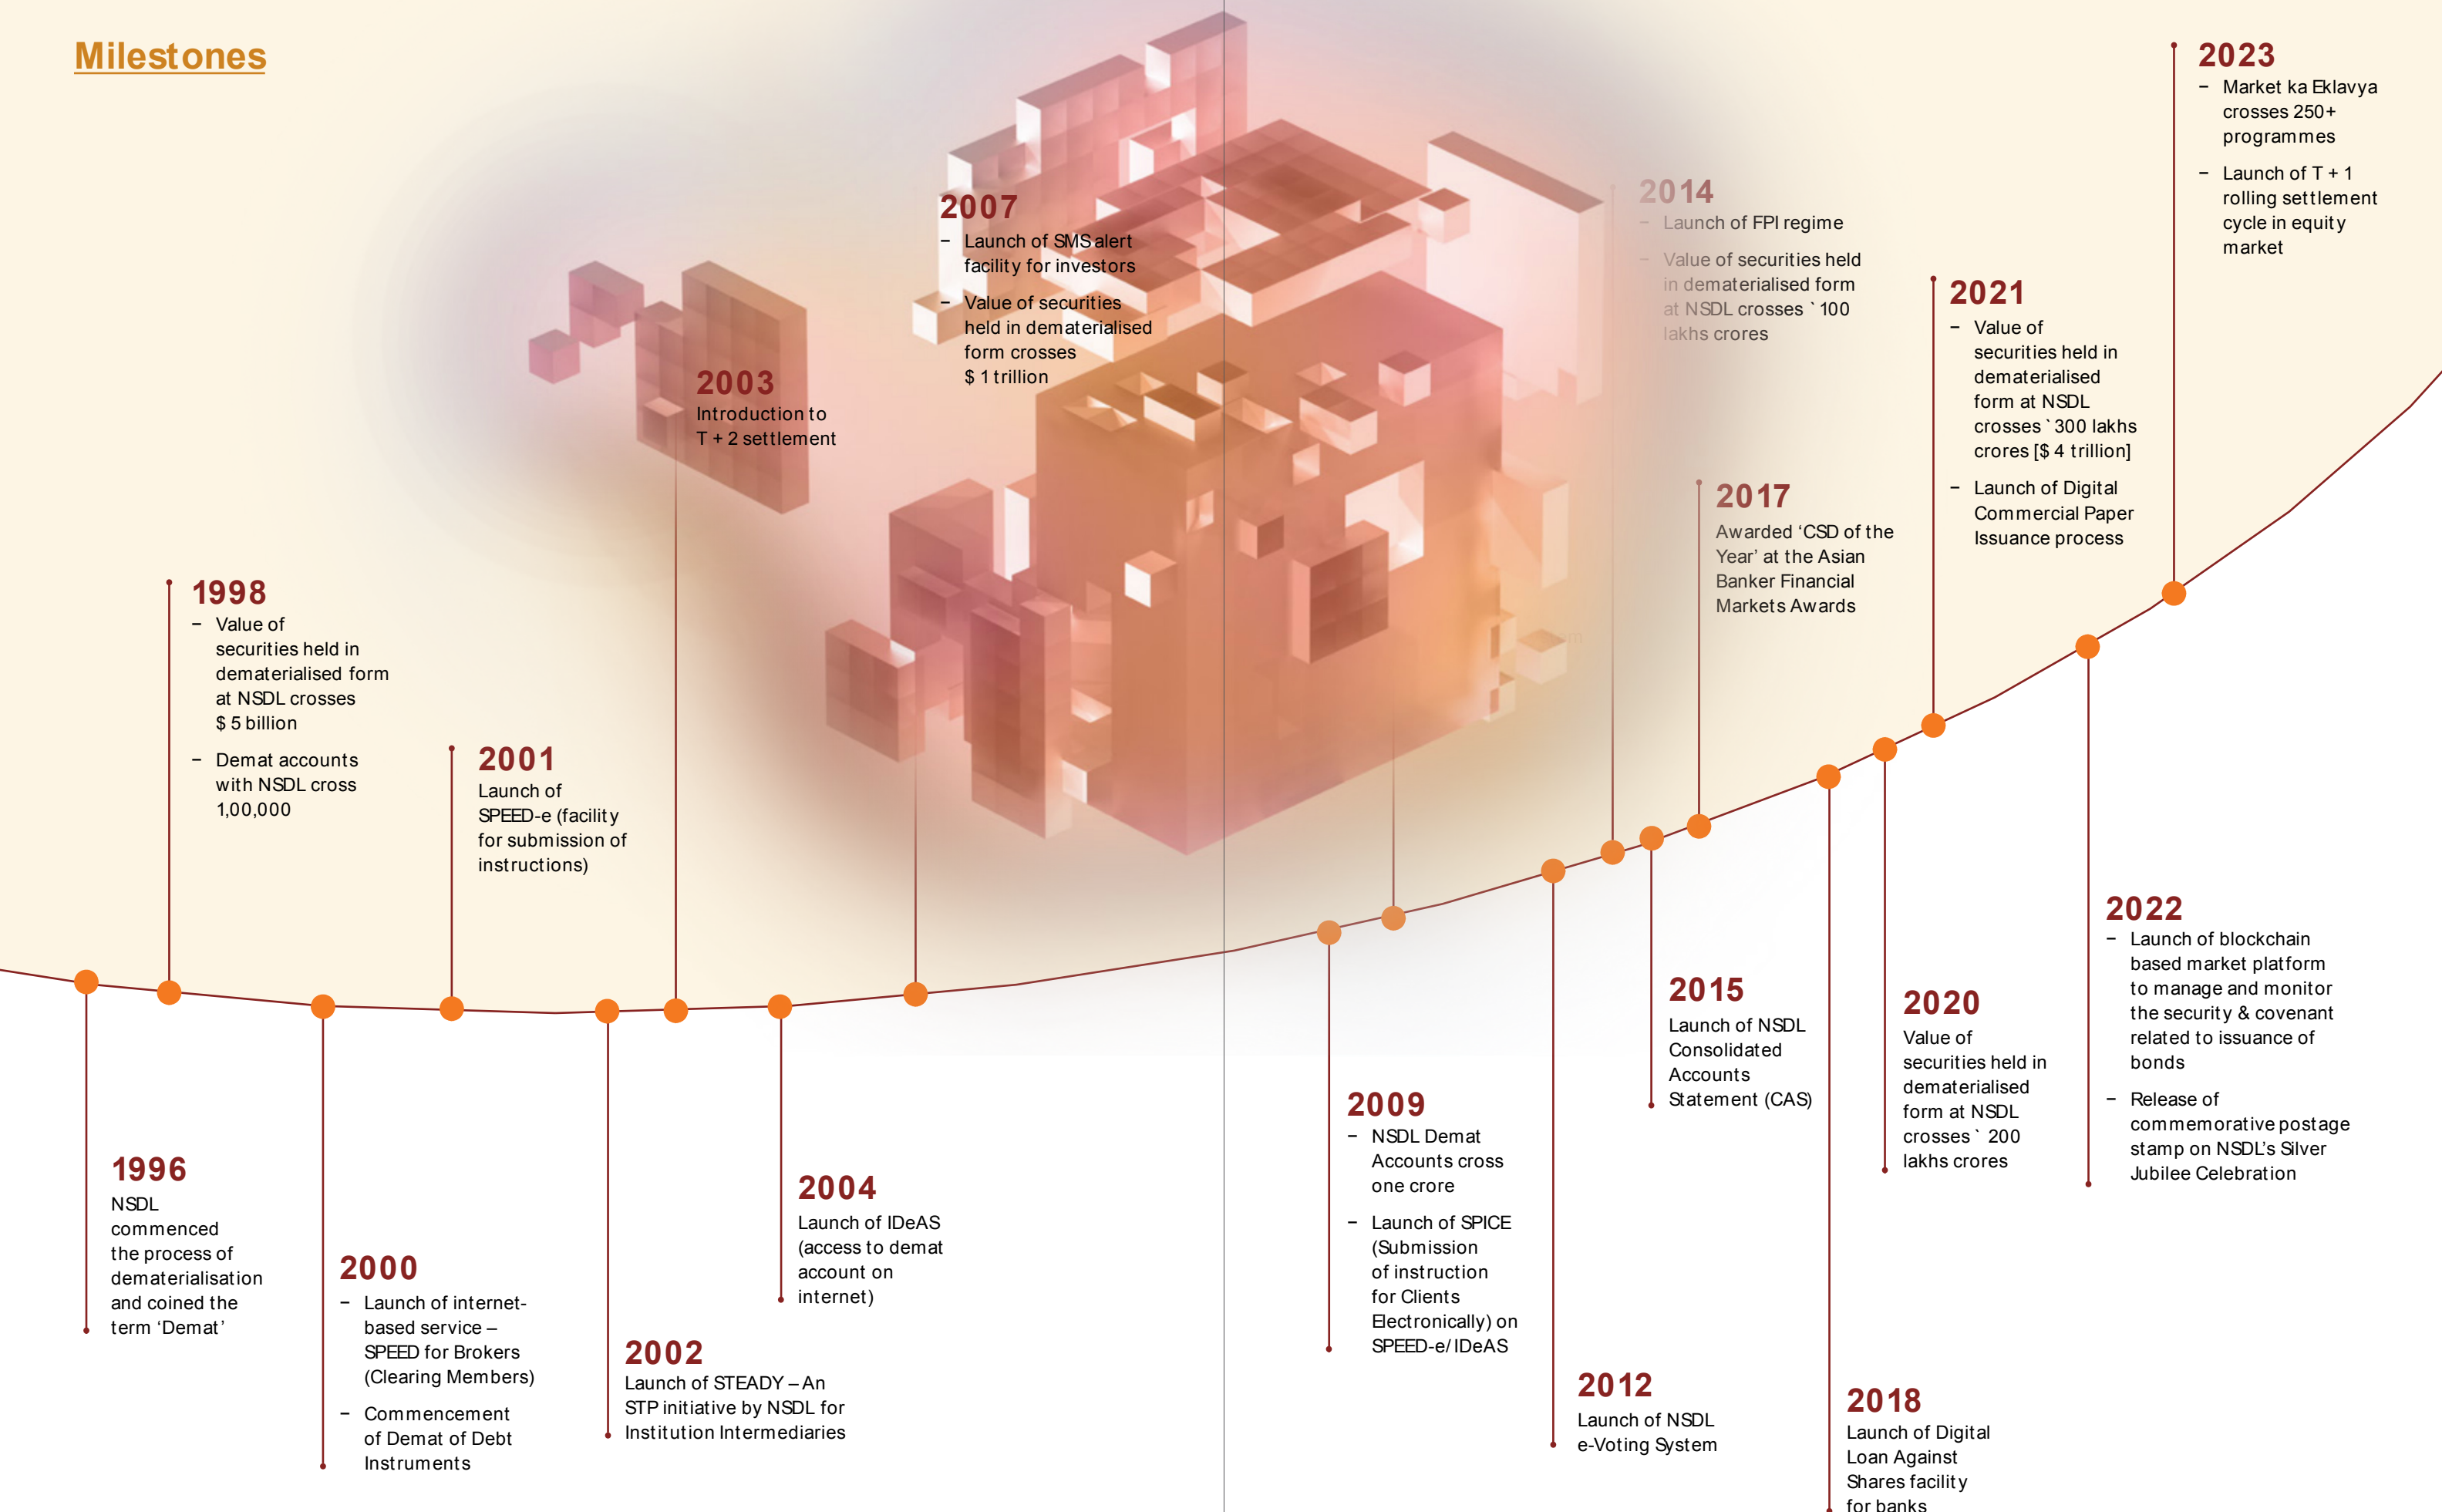 Milestones
1996
NSDL
commenced
the process of
dematerialisation
and coined the
term ‘Demat’
1998
– Value of
securities held in
dematerialised form
at NSDL crosses
$ 5 billion
– Demat accounts
with NSDL cross
1,00,000
2000
– Launch of internet-
based service –
SPEED for Brokers
(Clearing Members)
– Commencement
of Demat of Debt
Instruments
2001
Launch of
SPEED-e (facility
for submission of
instructions)
2002
Launch of STEADY – An
STP initiative by NSDL for
Institution Intermediaries
2003
Introduction to
T + 2 settlement
2004
Launch of IDeAS
(access to demat
account on
internet)
2007
– Launch of SMS alert
facility for investors
– Value of securities
held in dematerialised
form crosses
$ 1 trillion
2009
– NSDL Demat
Accounts cross
one crore
– Launch of SPICE
(Submission
of instruction
for Clients
Electronically) on
SPEED-e/ IDeAS
2012
Launch of NSDL
e-Voting System
2014
– Launch of FPI regime
– Value of securities held
in dematerialised form
at NSDL crosses ` 100
lakhs crores
2015
Launch of NSDL
Consolidated
Accounts
Statement (CAS)
2017
Awarded ‘CSD of the
Year’ at the Asian
Banker Financial
Markets Awards
2018
Launch of Digital
Loan Against
Shares facility
for banks
2020
Value of
securities held in
dematerialised
form at NSDL
crosses ` 200
lakhs crores
2021
– Value of
securities held in
dematerialised
form at NSDL
crosses ` 300 lakhs
crores [$ 4 trillion]
– Launch of Digital
Commercial Paper
Issuance process
2022
– Launch of blockchain
based market platform
to manage and monitor
the security & covenant
related to issuance of
bonds
– Release of
commemorative postage
stamp on NSDL’s Silver
Jubilee Celebration
2023
– Market ka Eklavya
crosses 250+
programmes
– Launch of T + 1
rolling settlement
cycle in equity
market